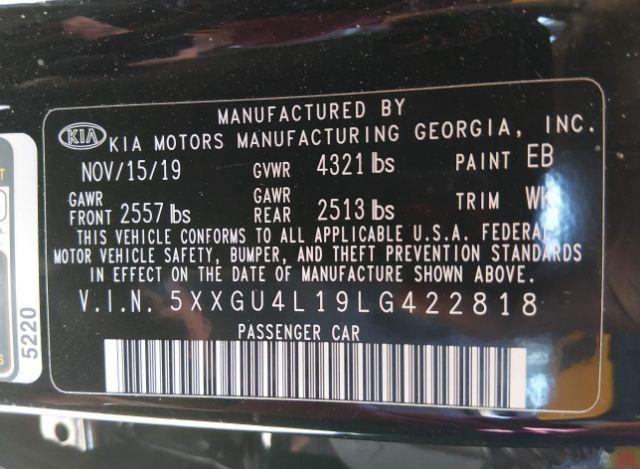 MANUFACTURED BY
KIA KIA MOTORS MANUFACTURING GEORGIA, INC.
NOV/15/19 GVWR 4321 lbs PAINT EB
GAWR FRONT 2557 lbs GAWR REAR 2513 lbs TRIM WK
THIS VEHICLE CONFORMS TO ALL APPLICABLE U.S.A. FEDERAL
MOTOR VEHICLE SAFETY, BUMPER, AND THEFT PREVENTION STANDARDS
IN EFFECT ON THE DATE OF MANUFACTURE SHOWN ABOVE.
V.I.N. 5XXGU4L19LG422818
PASSENGER CAR
5220